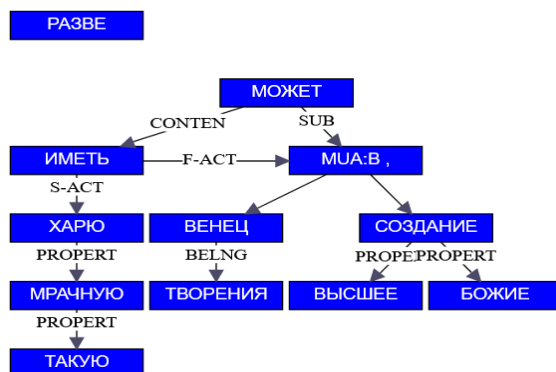 РАЗВЕ
МОЖЕТ
CONTEN SUB
ИМЕТЬ F-ACT MUA:B ,
S-ACT
ХАРЮ ВЕНЕЦ СОЗДАНИЕ
PROPERT BELNG PROPERT PROPERT
МРАЧНУЮ ТВОРЕНИЯ ВЫСШЕЕ БОЖИЕ
PROPERT
ТАКУЮ